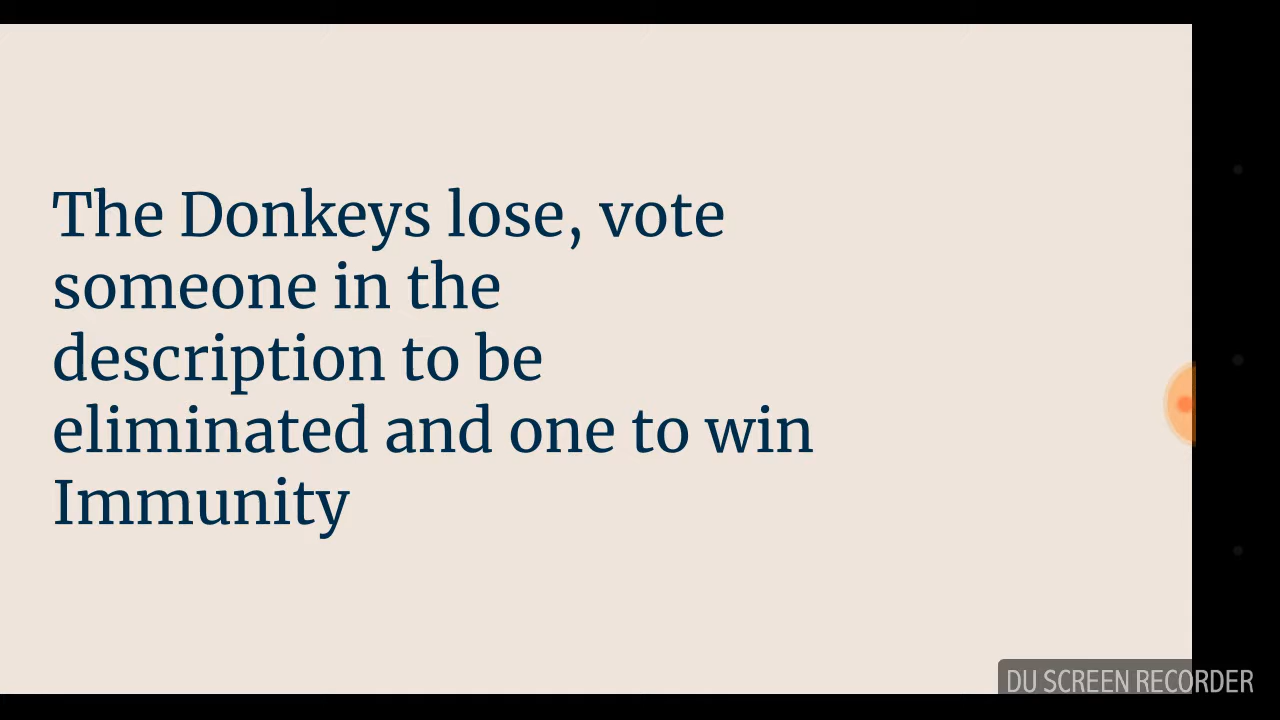 The Donkeys lose, vote
someone in the
description to be
eliminated and one to win
Immunity
DU SCREEN RECORDER